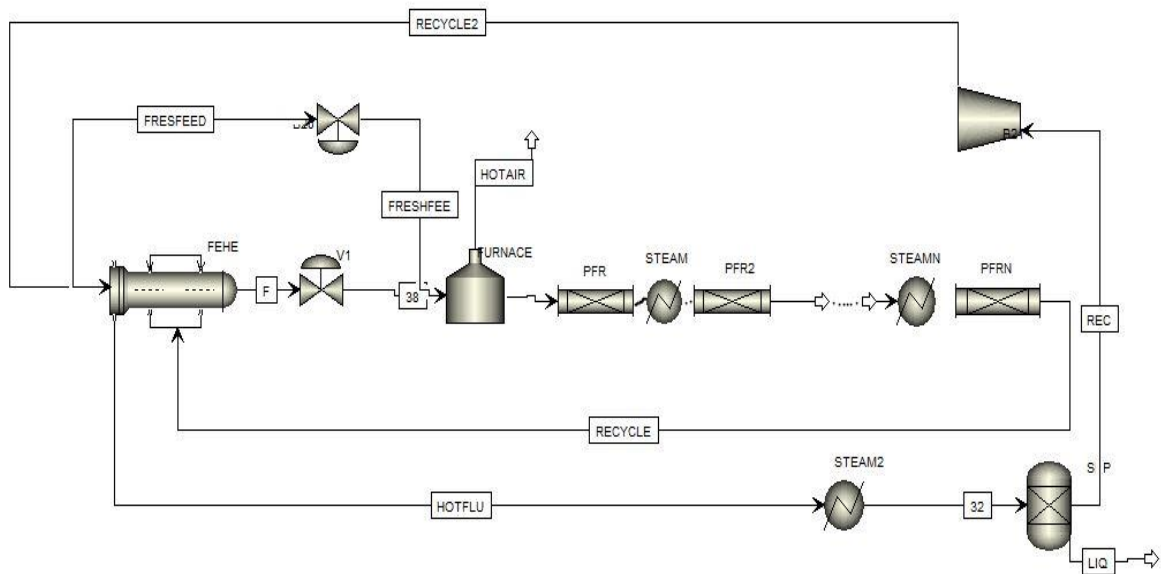 RECYCLE2
FRESFEED
HOTAIR
FRESHFEE
FURNACE
FEHE
V1
PFR
STEAM
PFR2
STEAMN
PFRN
F
38
REC
RECYCLE
STEAM2
S P
HOTFLU
32
LIQ